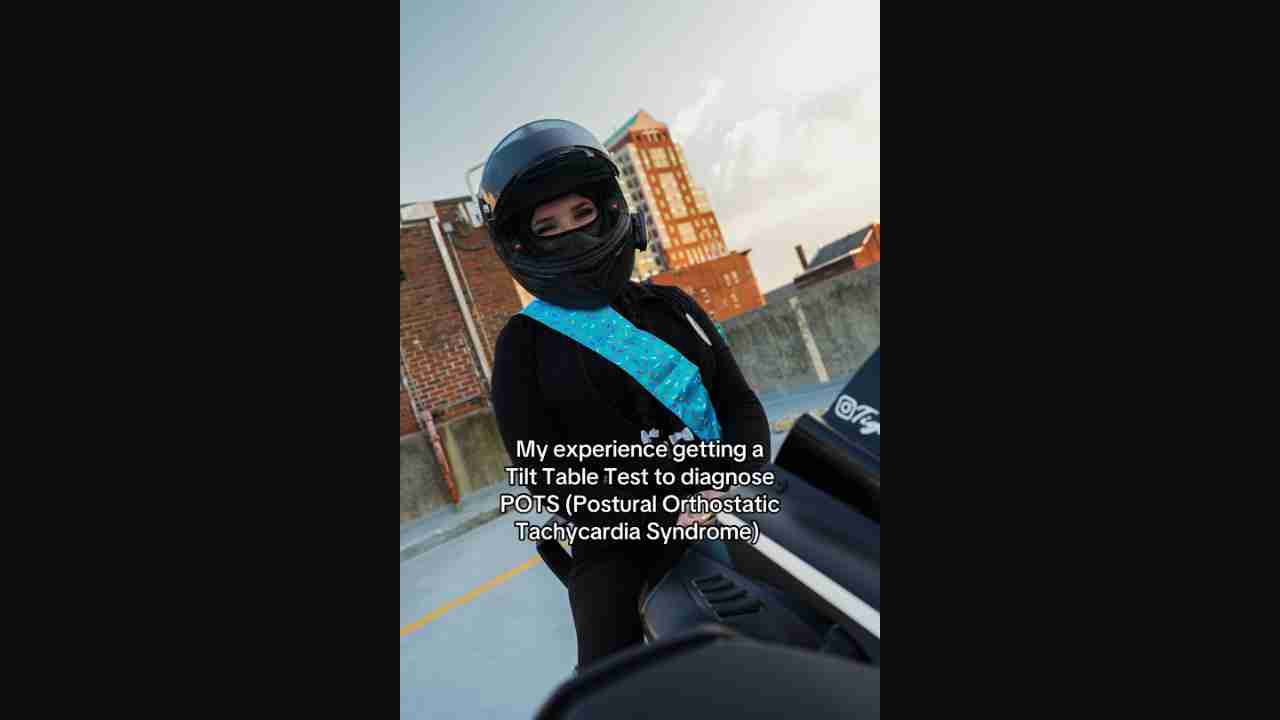 My experience getting a
Tilt Table Test to diagnose
POTS (Postural Orthostatic
Tachycardia Syndrome)